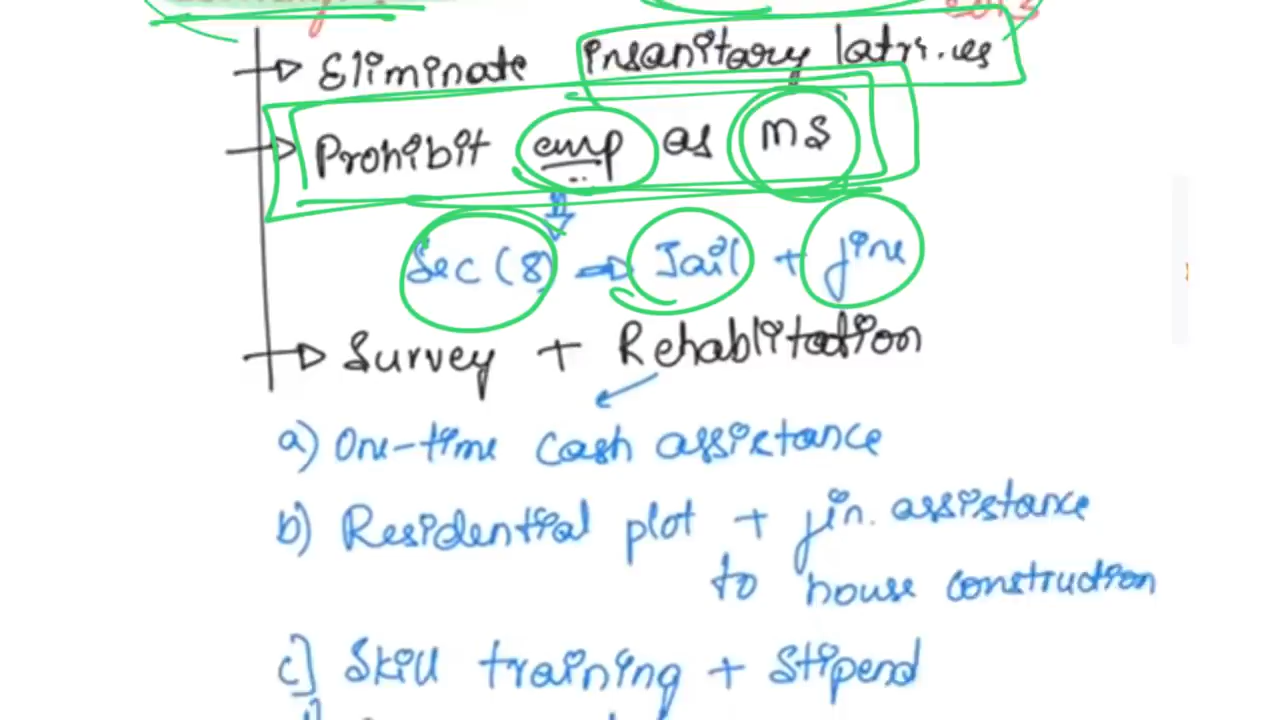 Eliminate insanitary latrines
Prohibit emp as MS
Sec (8) Jail + fine
Survey + Rehablitation
a) One-time cash assistance
b) Residential plot + fin. assistance
to house construction
c) Skill training + Stipend